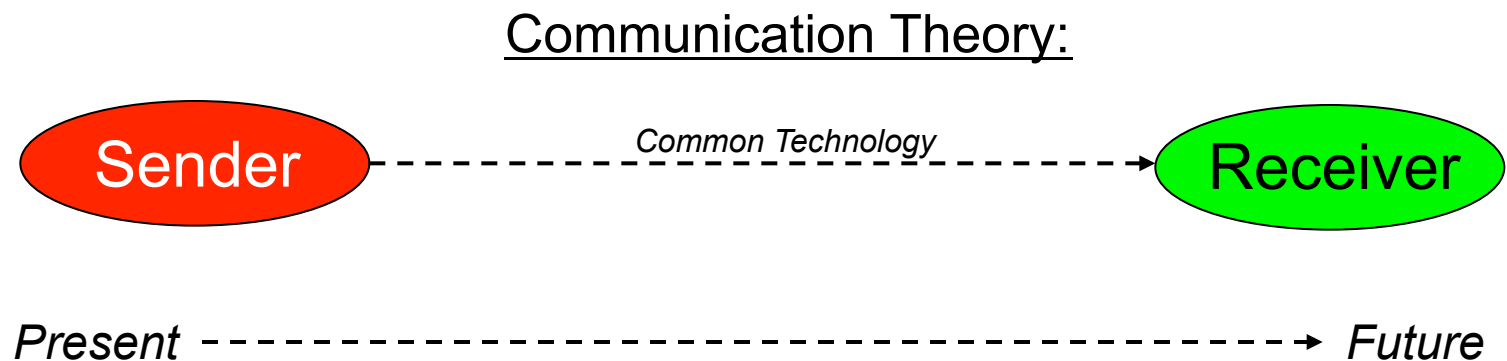 Communication Theory:
Sender
Common Technology
Receiver
Present
Future